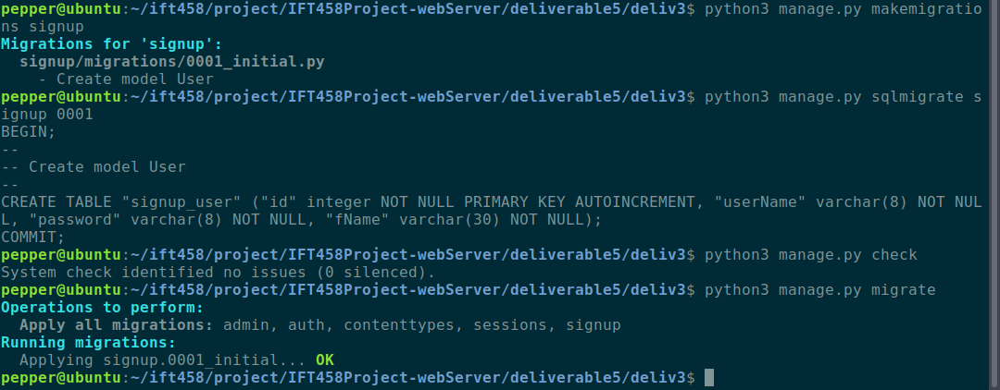 pepper@ubuntu:~/ift458/project/IFT458Project-webServer/deliverable5/deliv3$ python3 manage.py makemigratio
ns signup
Migrations for 'signup':
  signup/migrations/0001_initial.py
    - Create model User
pepper@ubuntu:~/ift458/project/IFT458Project-webServer/deliverable5/deliv3$ python3 manage.py sqlmigrate s
ignup 0001
BEGIN;
--
-- Create model User
--
CREATE TABLE "signup_user" ("id" integer NOT NULL PRIMARY KEY AUTOINCREMENT, "userName" varchar(8) NOT NUL
L, "password" varchar(8) NOT NULL, "fName" varchar(30) NOT NULL);
COMMIT;
pepper@ubuntu:~/ift458/project/IFT458Project-webServer/deliverable5/deliv3$ python3 manage.py check
System check identified no issues (0 silenced).
pepper@ubuntu:~/ift458/project/IFT458Project-webServer/deliverable5/deliv3$ python3 manage.py migrate
Operations to perform:
  Apply all migrations: admin, auth, contenttypes, sessions, signup
Running migrations:
  Applying signup.0001_initial... OK
pepper@ubuntu:~/ift458/project/IFT458Project-webServer/deliverable5/deliv3$